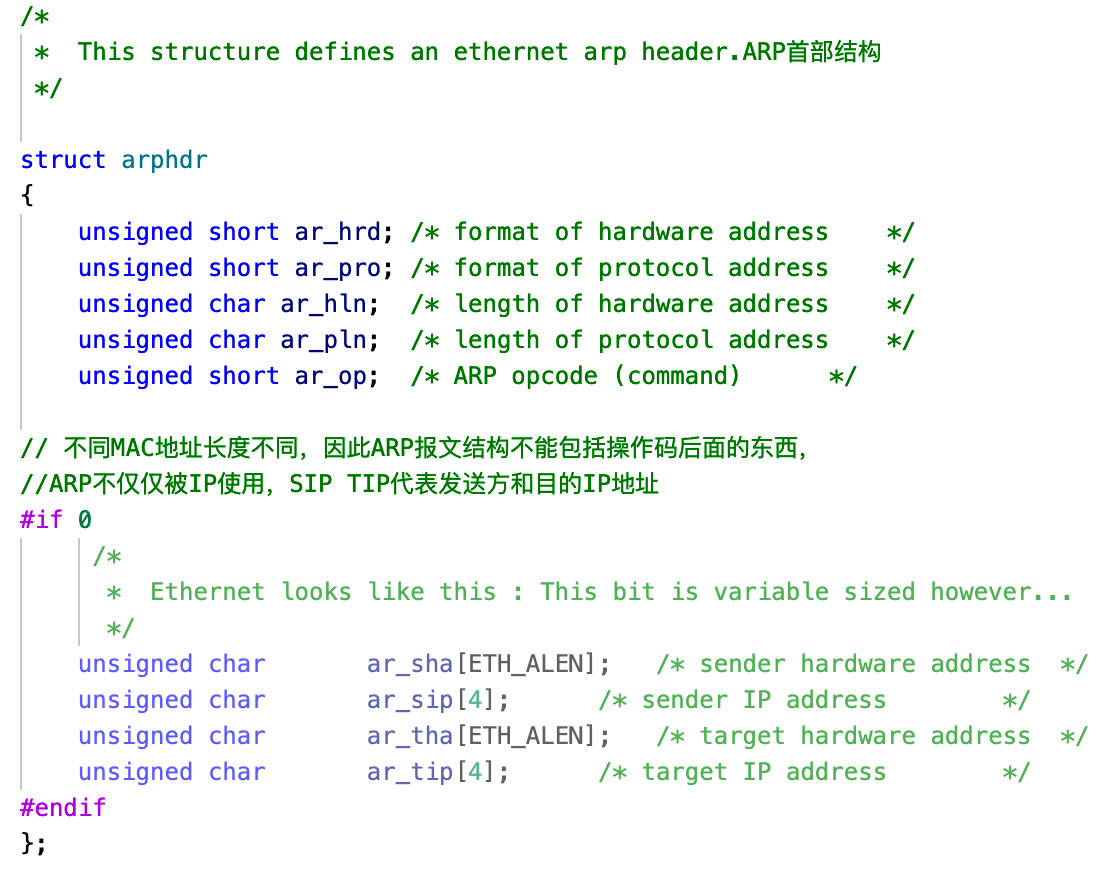 /*
 *  This structure defines an ethernet arp header.ARP首部结构
 */
struct arphdr
{
    unsigned short ar_hrd; /* format of hardware address    */
    unsigned short ar_pro; /* format of protocol address    */
    unsigned char ar_hln;  /* length of hardware address    */
    unsigned char ar_pln;  /* length of protocol address    */
    unsigned short ar_op;  /* ARP opcode (command)      */
// 不同MAC地址长度不同，因此ARP报文结构不能包括操作码后面的东西，
//ARP不仅仅被IP使用，SIP TIP代表发送方和目的IP地址
#if 0
     /*
      *  Ethernet looks like this : This bit is variable sized however...
      */
    unsigned char       ar_sha[ETH_ALEN];   /* sender hardware address  */
    unsigned char       ar_sip[4];      /* sender IP address        */
    unsigned char       ar_tha[ETH_ALEN];   /* target hardware address  */
    unsigned char       ar_tip[4];      /* target IP address        */
#endif
};